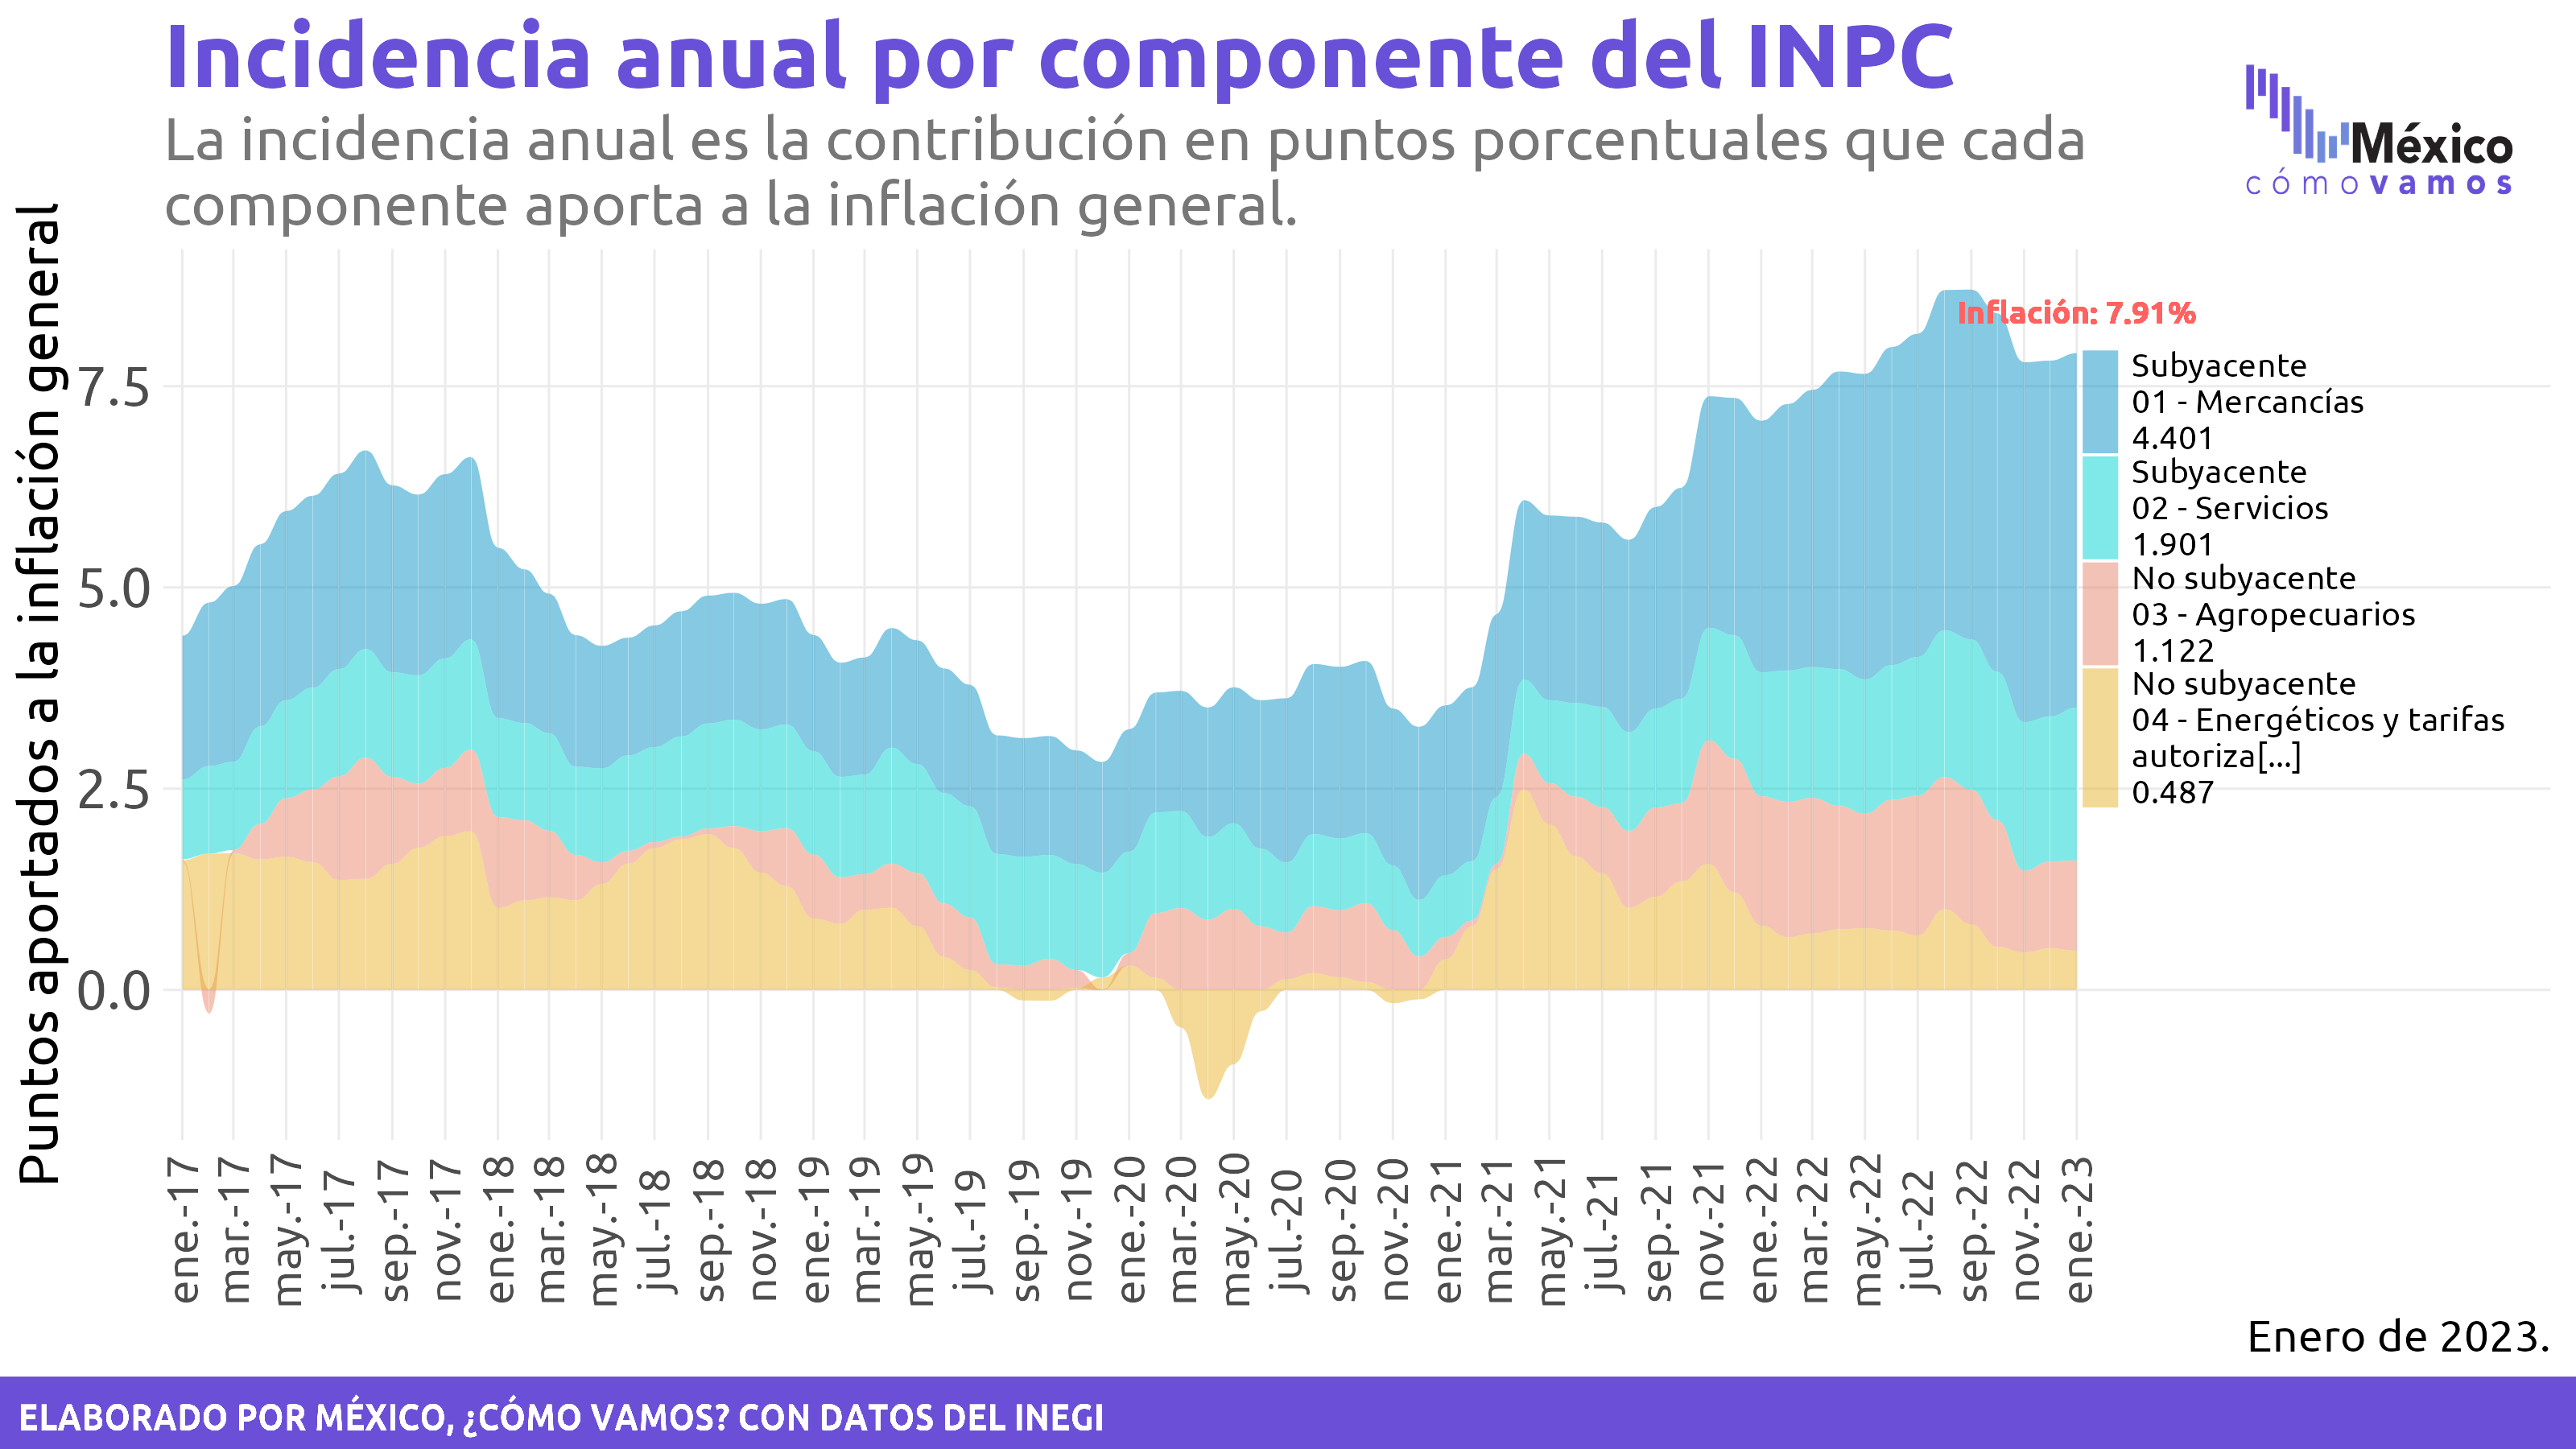 Incidencia anual por componente del INPC
La incidencia anual es la contribución en puntos porcentuales que cada
componente aporta a la inflación general.
México
cómovamos
Puntos aportados a la inflación general
7.5
5.0
2.5
0.0
Inflación: 7.91%
Subyacente
01 - Mercancías
4.401
Subyacente
02 - Servicios
1.901
No subyacente
03 - Agropecuarios
1.122
No subyacente
04 - Energéticos y tarifas
autoriza[...]
0.487
ene.-17
mar.-17
may.-17
jul.-17
sep.-17
nov.-17
ene.-18
mar.-18
may.-18
jul.-18
sep.-18
nov.-18
ene.-19
mar.-19
may.-19
jul.-19
sep.-19
nov.-19
ene.-20
mar.-20
may.-20
jul.-20
sep.-20
nov.-20
ene.-21
mar.-21
may.-21
jul.-21
sep.-21
nov.-21
ene.-22
mar.-22
may.-22
jul.-22
sep.-22
nov.-22
ene.-23
Enero de 2023.
ELABORADO POR MÉXICO, ¿CÓMO VAMOS? CON DATOS DEL INEGI